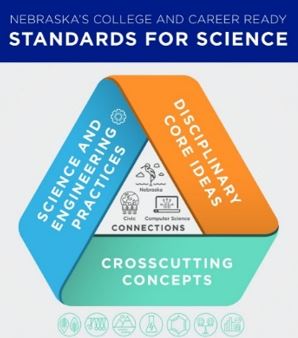 NEBRASKA'S COLLEGE AND CAREER READY
STANDARDS FOR SCIENCE
SCIENCE AND
ENGINEERING
PRACTICES
DISCIPLINARY
CORE IDEAS
Nebraska
Civic
Computer Science
CONNECTIONS
CROSSCUTTING
CONCEPTS